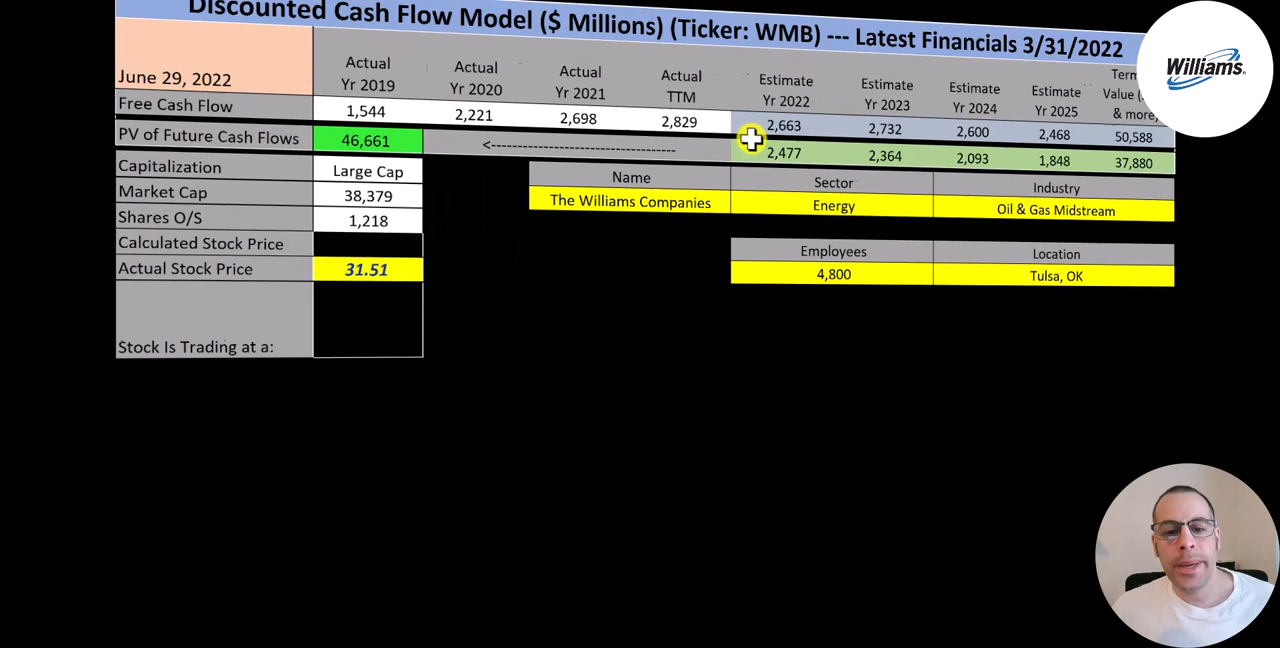 Discounted Cash Flow Model ($ Millions) (Ticker: WMB) --- Latest Financials 3/31/2022
Williams
June 29, 2022
Actual Yr 2019
Actual Yr 2020
Actual Yr 2021
Actual TTM
Estimate Yr 2022
Estimate Yr 2023
Estimate Yr 2024
Estimate Yr 2025
Value
& more
Free Cash Flow 1,544 2,221 2,698 2,829 2,663 2,732 2,600 2,468 50,588
PV of Future Cash Flows 46,661 <------------------------------------- 2,477 2,364 2,093 1,848 37,880
Capitalization Large Cap
Market Cap 38,379
Shares O/S 1,218
Calculated Stock Price
Actual Stock Price 31.51
Stock Is Trading at a:
Name Sector Industry
The Williams Companies Energy Oil & Gas Midstream
Employees Location
4,800 Tulsa, OK